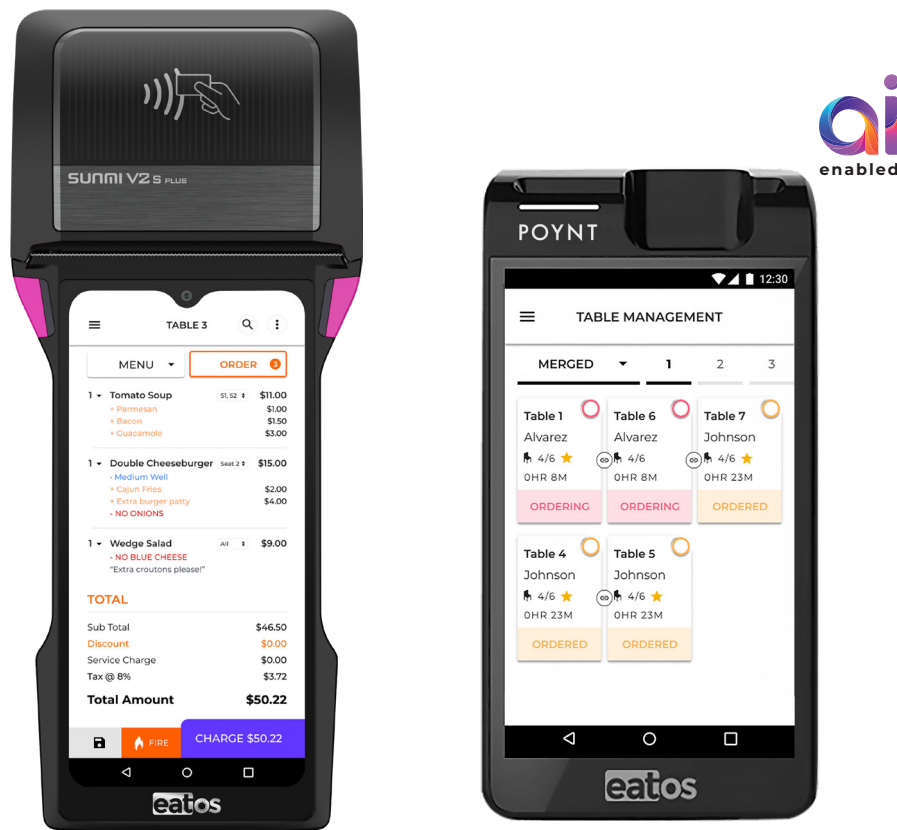 SUNMI V2 S PLUS
TABLE 3
MENU ORDER 3
1 Tomato Soup S1, S2 $11.00
+ Parmesan $1.00
+ Bacon $1.50
+ Guacamole $3.00
1 Double Cheeseburger Seat 2 $15.00
- Medium Well
+ Cajun Fries $2.00
+ Extra burger patty $4.00
- NO ONIONS
1 Wedge Salad All $9.00
- NO BLUE CHEESE
"Extra croutons please!"
TOTAL
Sub Total $46.50
Discount $0.00
Service Charge $0.00
Tax @ 8% $3.72
Total Amount $50.22
FIRE CHARGE $50.22
eatos
ai
enabled
POYNT
12:30
TABLE MANAGEMENT
MERGED 1 2 3
Table 1 Table 6 Table 7
Alvarez Alvarez Johnson
4/6 4/6 4/6
0HR 8M 0HR 8M 0HR 23M
ORDERING ORDERING ORDERED
Table 4 Table 5
Johnson Johnson
4/6 4/6
0HR 23M 0HR 23M
ORDERED ORDERED
eatos